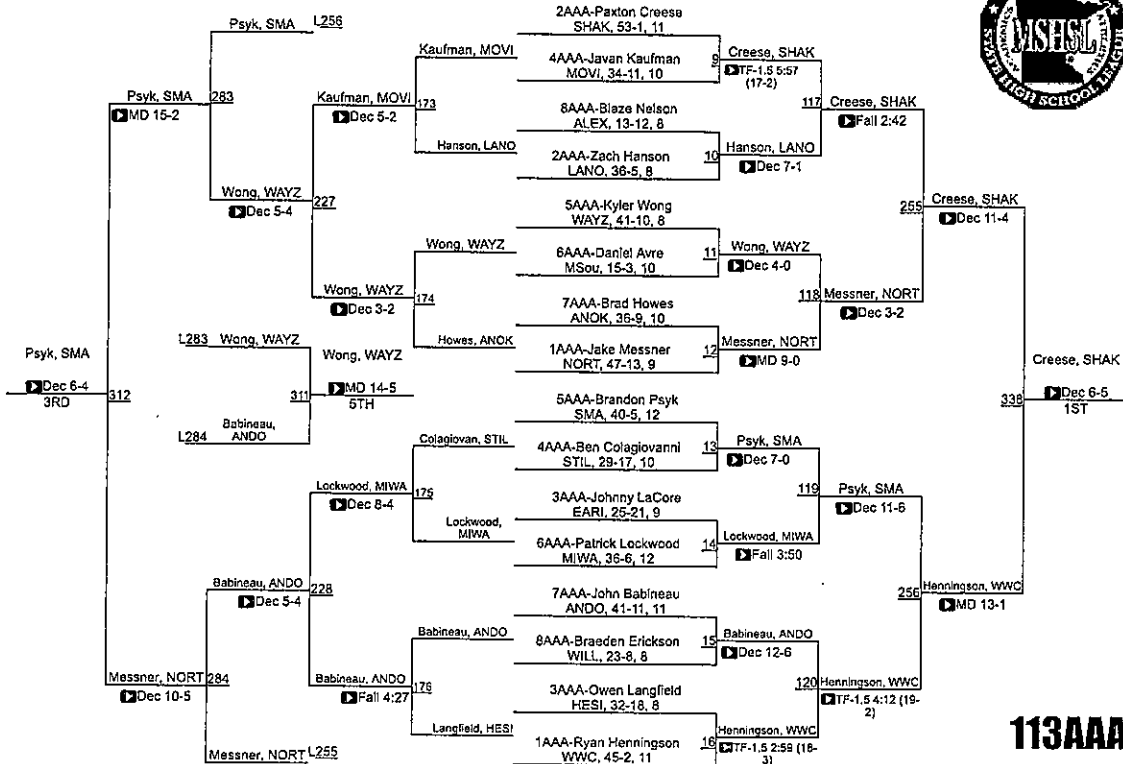 2AAA-Paxton Creese
SHAK, 53-1, 11
4AAA-Javan Kaufman
MOVI, 34-11, 10
8AAA-Blaze Nelson
ALEX, 13-12, 8
2AAA-Zach Hanson
LANO, 36-5, 8
5AAA-Kyler Wong
WAYZ, 41-10, 8
6AAA-Daniel Avre
MSou, 15-3, 10
7AAA-Brad Howes
ANOK, 36-9, 10
1AAA-Jake Messner
NORT, 47-13, 9
5AAA-Brandon Psyk
SMA, 40-5, 12
4AAA-Ben Colagiovanni
STIL, 29-17, 10
3AAA-Johnny LaCore
EARI, 25-21, 9
6AAA-Patrick Lockwood
MIWA, 36-6, 12
7AAA-John Babineau
ANDO, 41-11, 11
8AAA-Braeden Erickson
WILL, 23-8, 8
3AAA-Owen Langfield
HESI, 32-18, 8
1AAA-Ryan Henningson
WWC, 45-2, 11
9
Creese, SHAK
TF-1.5 5:57
(17-2)
10
Hanson, LANO
Dec 7-1
11
Wong, WAYZ
Dec 4-0
12
Messner, NORT
MD 9-0
13
Psyk, SMA
Dec 7-0
14
Lockwood, MIWA
Fall 3:50
15
Babineau, ANDO
Dec 12-6
16
Henningson, WWC
TF-1.5 2:59 (18-
3)
117
Creese, SHAK
Fall 2:42
118
Messner, NORT
Dec 3-2
119
Psyk, SMA
Dec 11-6
120
Henningson, WWC
TF-1.5 4:12 (19-
2)
255
Creese, SHAK
Dec 11-4
256
Henningson, WWC
MD 13-1
338
Creese, SHAK
Dec 6-5
1ST
Kaufman, MOVI
Hanson, LANO
173
Kaufman, MOVI
Dec 5-2
Wong, WAYZ
Howes, ANOK
174
Wong, WAYZ
Dec 3-2
Colagiovan, STIL
Lockwood,
MIWA
175
Lockwood, MIWA
Dec 8-4
Babineau, ANDO
Langfield, HESI
176
Babineau, ANDO
Fall 4:27
227
Wong, WAYZ
Dec 5-4
228
Babineau, ANDO
Dec 5-4
Psyk, SMA L256
283
Psyk, SMA
MD 15-2
Messner, NORT L255
284
Messner, NORT
Dec 10-5
312
Psyk, SMA
Dec 6-4
3RD
L283 Wong, WAYZ
L284 Babineau,
ANDO
311
Wong, WAYZ
MD 14-5
5TH
MSHSL
STATE HIGH SCHOOL LEAGUE
ATHLETICS
113AAA